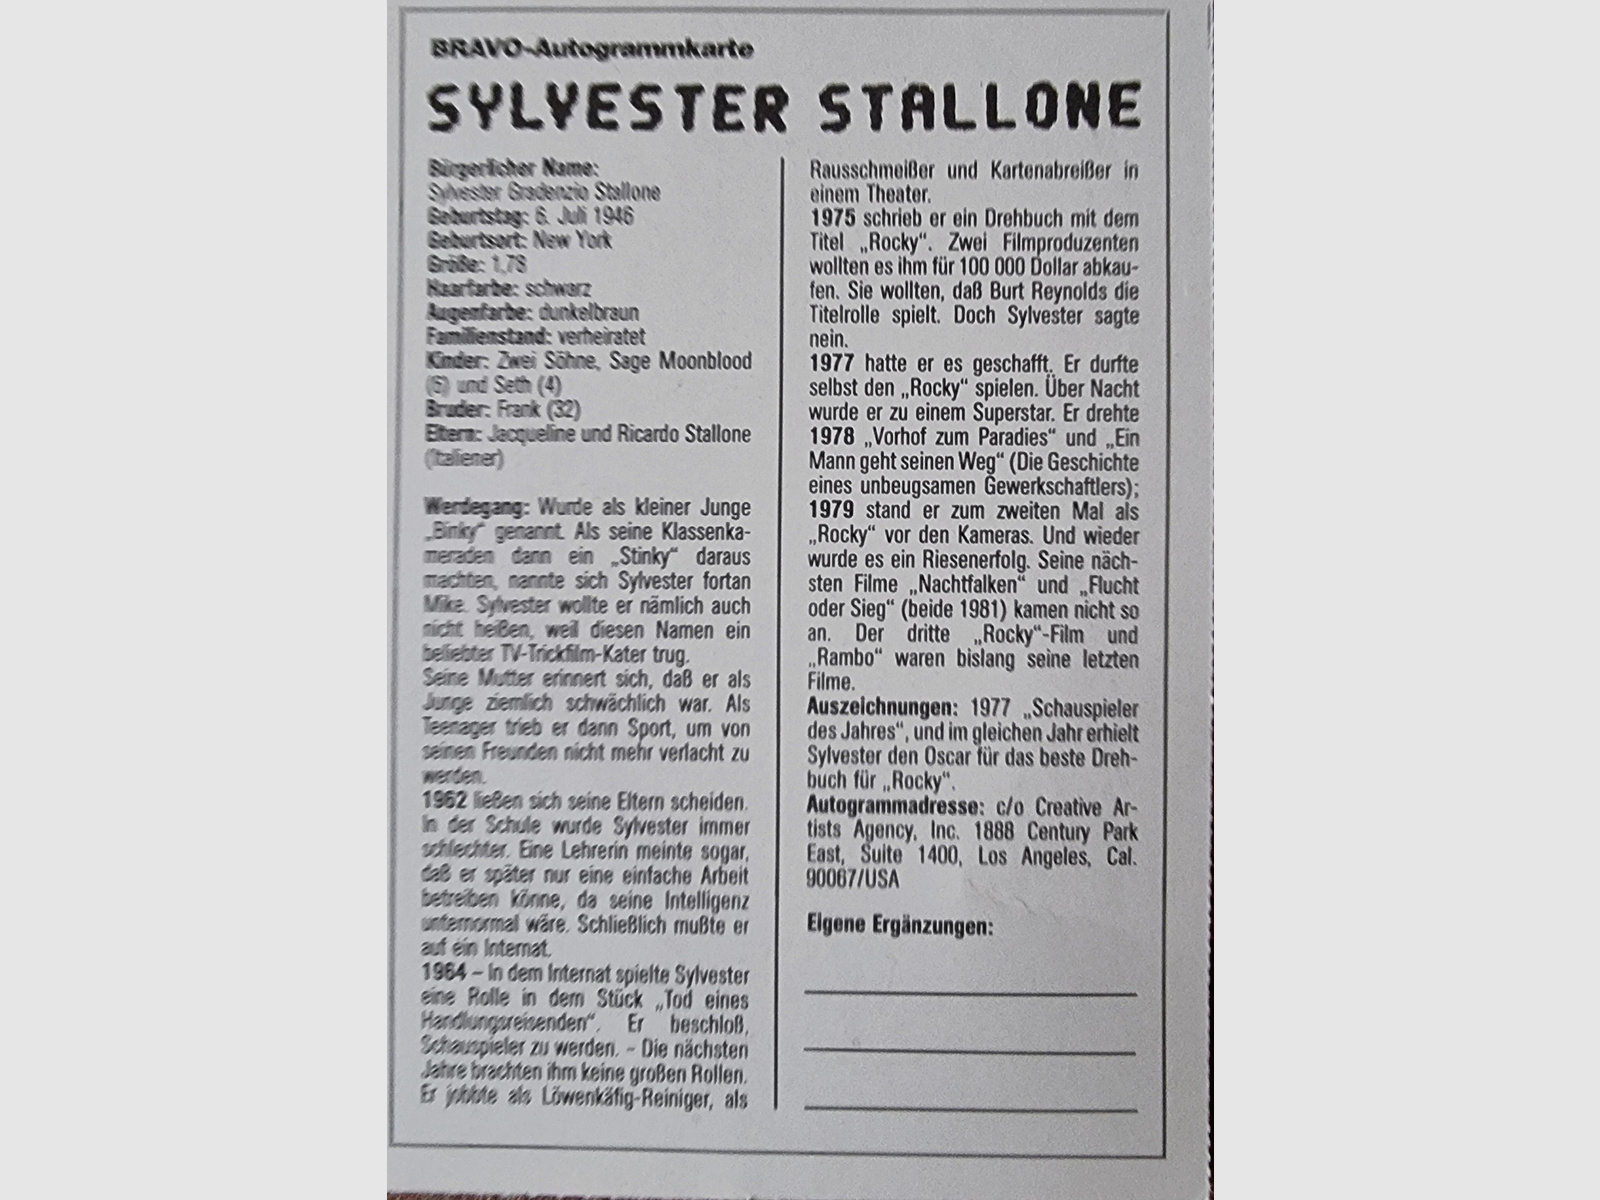 BRAVO-Autogrammkarte
SYLVESTER STALLONE
Bürgerlicher Name:
Sylvester Gradenzio Stallone
Geburtstag: 6. Juli 1946
Geburtsort: New York
Größe: 1,78
Haarfarbe: schwarz
Augenfarbe: dunkelbraun
Familienstand: verheiratet
Kinder: Zwei Söhne, Sage Moonblood
und Seth (4)
Bruder: Frank (32)
Eltern: Jacqueline und Ricardo Stallone
(Italiener)
Werdegang: Wurde als kleiner Junge
„Binky“ genannt. Als seine Klassenka-
meraden dann ein „Stinky“ daraus
machten, nannte sich Sylvester fortan
Mike. Sylvester wollte er nämlich auch
nicht heißen, weil diesen Namen ein
beliebter TV-Trickfilm-Kater trug.
Seine Mutter erinnert sich, daß er als
Junge ziemlich schwächlich war. Als
Teenager trieb er dann Sport, um von
seinen Freunden nicht mehr verlacht zu
werden.
1962 ließen sich seine Eltern scheiden.
In der Schule wurde Sylvester immer
schlechter. Eine Lehrerin meinte sogar,
daß er später nur eine einfache Arbeit
betreiben könne, da seine Intelligenz
unternormal wäre. Schließlich mußte er
auf ein Internat.
1964 – In dem Internat spielte Sylvester
eine Rolle in dem Stück „Tod eines
Handlungsreisenden“. Er beschloß,
Schauspieler zu werden. – Die nächsten
Jahre brachten ihm keine großen Rollen.
Er jobbte als Löwenkäfig-Reiniger, als
Rausschmeißer und Kartenabreißer in
einem Theater.
1975 schrieb er ein Drehbuch mit dem
Titel „Rocky“. Zwei Filmproduzenten
wollten es ihm für 100 000 Dollar abkau-
fen. Sie wollten, daß Burt Reynolds die
Titelrolle spielt. Doch Sylvester sagte
nein.
1977 hatte er es geschafft. Er durfte
selbst den „Rocky“ spielen. Über Nacht
wurde er zu einem Superstar. Er drehte
1978 „Vorhof zum Paradies“ und „Ein
Mann geht seinen Weg“ (Die Geschichte
eines unbeugsamen Gewerkschaftlers);
1979 stand er zum zweiten Mal als
„Rocky“ vor den Kameras. Und wieder
wurde es ein Riesenerfolg. Seine näch-
sten Filme „Nachtfalken“ und „Flucht
oder Sieg“ (beide 1981) kamen nicht so
an. Der dritte „Rocky“-Film und
„Rambo“ waren bislang seine letzten
Filme.
Auszeichnungen: 1977 „Schauspieler
des Jahres“, und im gleichen Jahr erhielt
Sylvester den Oscar für das beste Dreh-
buch für „Rocky“.
Autogrammadresse: c/o Creative Ar-
tists Agency, Inc. 1888 Century Park
East, Suite 1400, Los Angeles, Cal.
90067/USA
Eigene Ergänzungen: